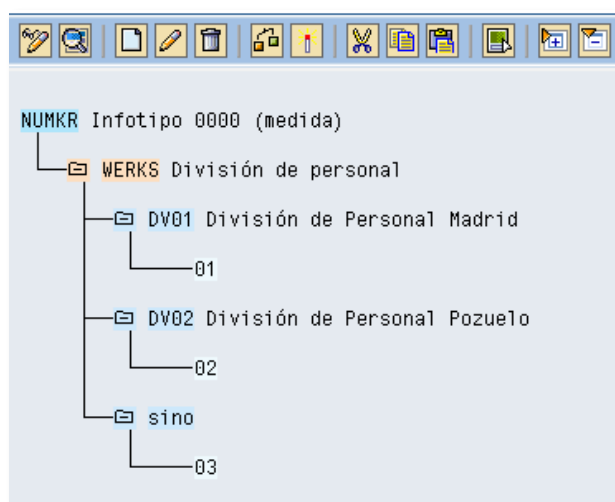 NUMKR Infotipo 0000 (medida)
WERKS División de personal
DV01 División de Personal Madrid
01
DV02 División de Personal Pozuelo
02
sino
03